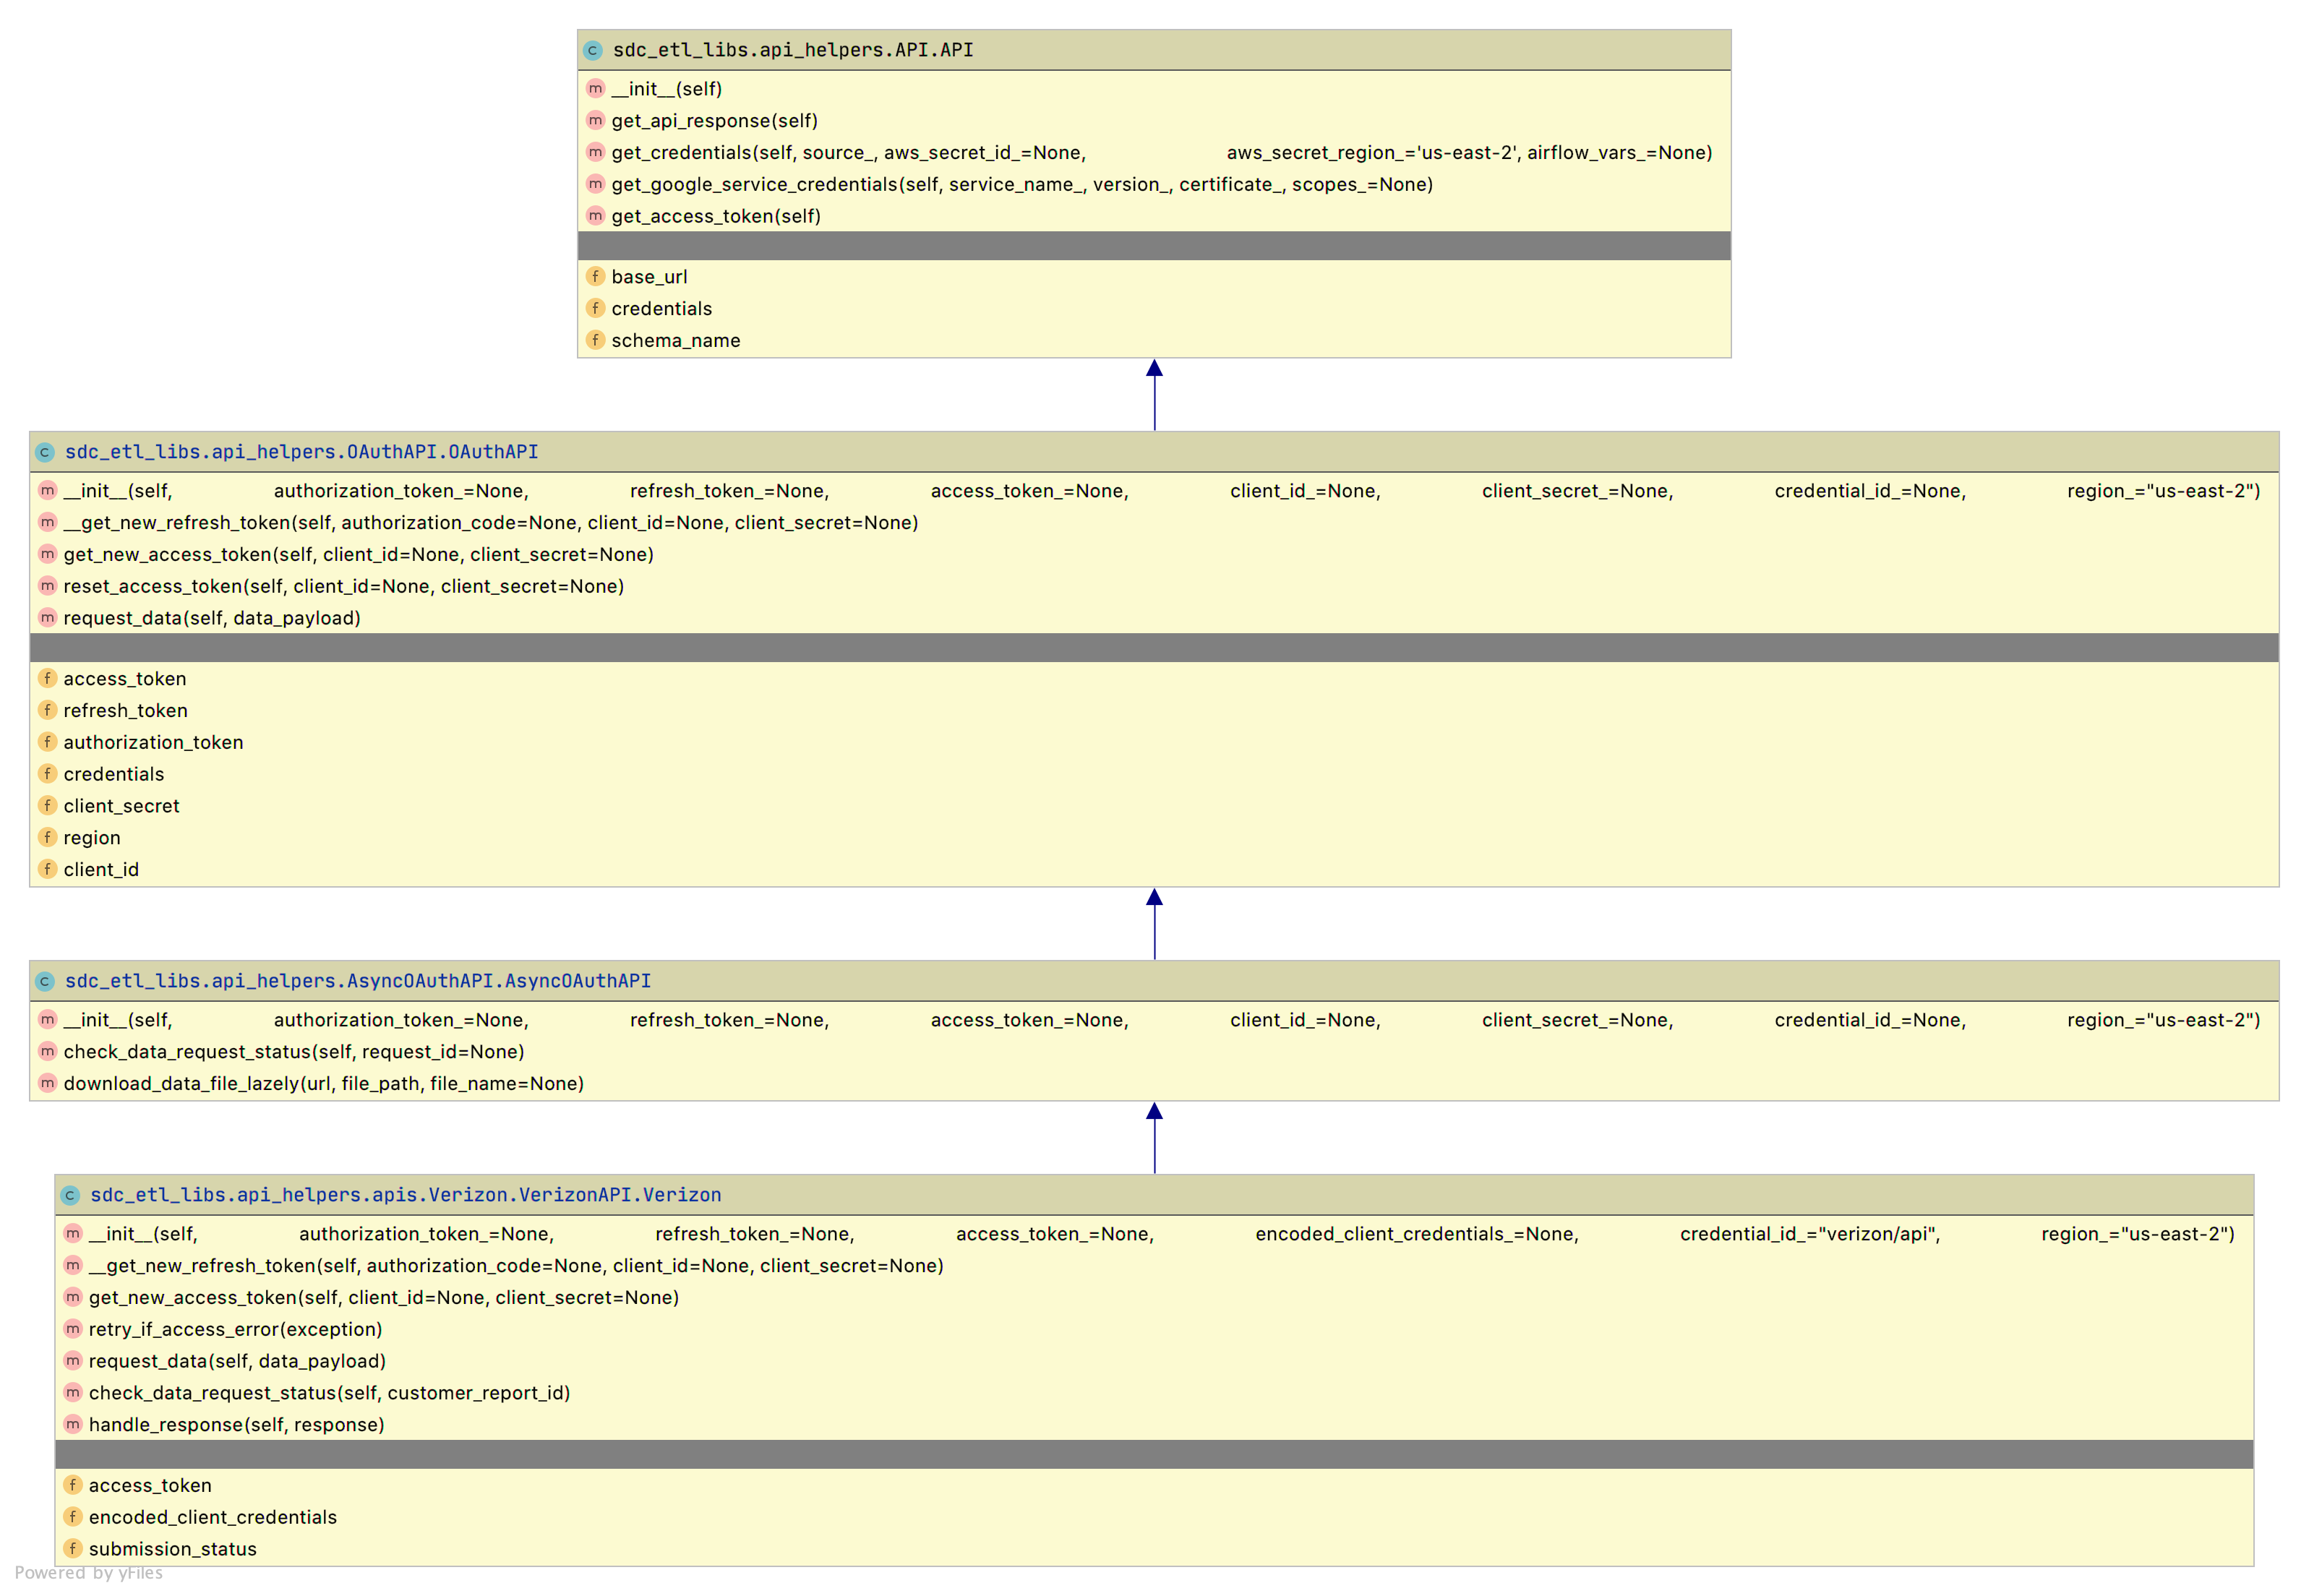 c sdc_etl_libs.api_helpers.API.API
m __init__(self)
m get_api_response(self)
m get_credentials(self, source_, aws_secret_id_=None, aws_secret_region_='us-east-2', airflow_vars_=None)
m get_google_service_credentials(self, service_name_, version_, certificate_, scopes_=None)
m get_access_token(self)
f base_url
f credentials
f schema_name
c sdc_etl_libs.api_helpers.OAuthAPI.OAuthAPI
m __init__(self, authorization_token_=None, refresh_token_=None, access_token_=None, client_id_=None, client_secret_=None, credential_id_=None, region_="us-east-2")
m __get_new_refresh_token(self, authorization_code=None, client_id=None, client_secret=None)
m get_new_access_token(self, client_id=None, client_secret=None)
m reset_access_token(self, client_id=None, client_secret=None)
m request_data(self, data_payload)
f access_token
f refresh_token
f authorization_token
f credentials
f client_secret
f region
f client_id
c sdc_etl_libs.api_helpers.AsyncOAuthAPI.AsyncOAuthAPI
m __init__(self, authorization_token_=None, refresh_token_=None, access_token_=None, client_id_=None, client_secret_=None, credential_id_=None, region_="us-east-2")
m check_data_request_status(self, request_id=None)
m download_data_file_lazely(url, file_path, file_name=None)
c sdc_etl_libs.api_helpers.apis.Verizon.VerizonAPI.Verizon
m __init__(self, authorization_token_=None, refresh_token_=None, access_token_=None, encoded_client_credentials_=None, credential_id_="verizon/api", region_="us-east-2")
m __get_new_refresh_token(self, authorization_code=None, client_id=None, client_secret=None)
m get_new_access_token(self, client_id=None, client_secret=None)
m retry_if_access_error(exception)
m request_data(self, data_payload)
m check_data_request_status(self, customer_report_id)
m handle_response(self, response)
f access_token
f encoded_client_credentials
f submission_status
Powered by yFiles